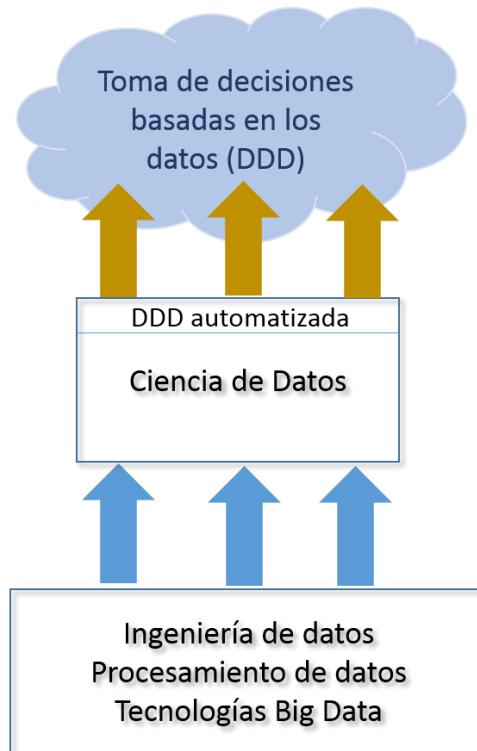 Toma de decisiones
basadas en los
datos (DDD)
DDD automatizada
Ciencia de Datos
Ingeniería de datos
Procesamiento de datos
Tecnologías Big Data